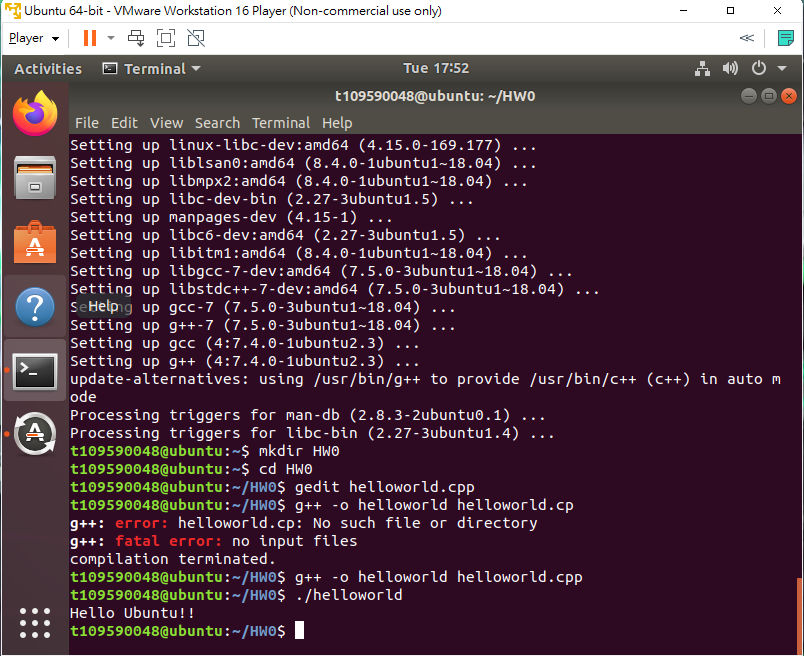 Ubuntu 64-bit - VMware Workstation 16 Player (Non-commercial use only)
Player
Activities Terminal Tue 17:52
t109590048@ubuntu: ~/HW0
File Edit View Search Terminal Help
Setting up linux-libc-dev:amd64 (4.15.0-169.177) ...
Setting up liblsan0:amd64 (8.4.0-1ubuntu1~18.04) ...
Setting up libmpx2:amd64 (8.4.0-1ubuntu1~18.04) ...
Setting up libc-dev-bin (2.27-3ubuntu1.5) ...
Setting up manpages-dev (4.15-1) ...
Setting up libc6-dev:amd64 (2.27-3ubuntu1.5) ...
Setting up libitm1:amd64 (8.4.0-1ubuntu1~18.04) ...
Setting up libgcc-7-dev:amd64 (7.5.0-3ubuntu1~18.04) ...
Setting up libstdc++-7-dev:amd64 (7.5.0-3ubuntu1~18.04) ...
Help
Setting up gcc-7 (7.5.0-3ubuntu1~18.04) ...
Setting up g++-7 (7.5.0-3ubuntu1~18.04) ...
Setting up gcc (4:7.4.0-1ubuntu2.3) ...
Setting up g++ (4:7.4.0-1ubuntu2.3) ...
update-alternatives: using /usr/bin/g++ to provide /usr/bin/c++ (c++) in auto m
ode
Processing triggers for man-db (2.8.3-2ubuntu0.1) ...
Processing triggers for libc-bin (2.27-3ubuntu1.4) ...
t109590048@ubuntu:~$ mkdir HW0
t109590048@ubuntu:~$ cd HW0
t109590048@ubuntu:~/HW0$ gedit helloworld.cpp
t109590048@ubuntu:~/HW0$ g++ -o helloworld helloworld.cp
g++: error: helloworld.cp: No such file or directory
g++: fatal error: no input files
compilation terminated.
t109590048@ubuntu:~/HW0$ g++ -o helloworld helloworld.cpp
t109590048@ubuntu:~/HW0$ ./helloworld
Hello Ubuntu!!
t109590048@ubuntu:~/HW0$